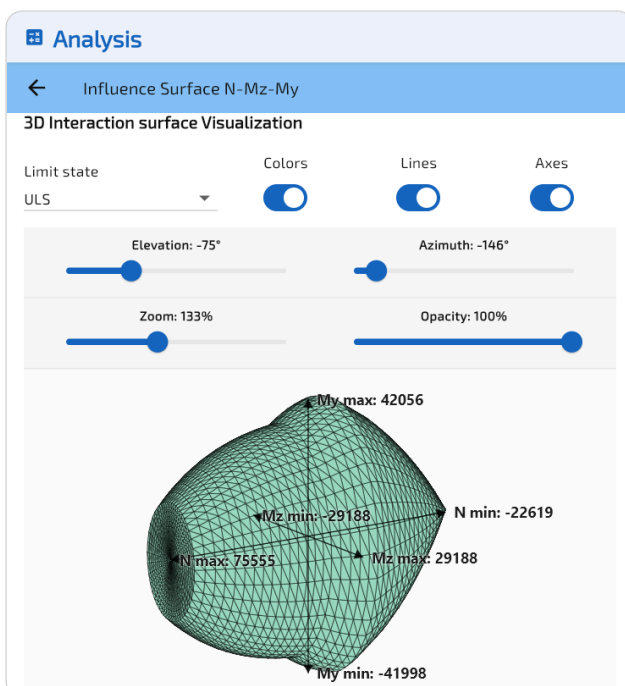 Analysis
Influence Surface N-Mz-My
3D Interaction surface Visualization
Limit state
ULS
Colors
Lines
Axes
Elevation: -75°
Azimuth: -146°
Zoom: 133%
Opacity: 100%
My max: 42056
Mz min: -29188
N min: -22619
N max: 75555
Mz max: 29188
My min: -41998